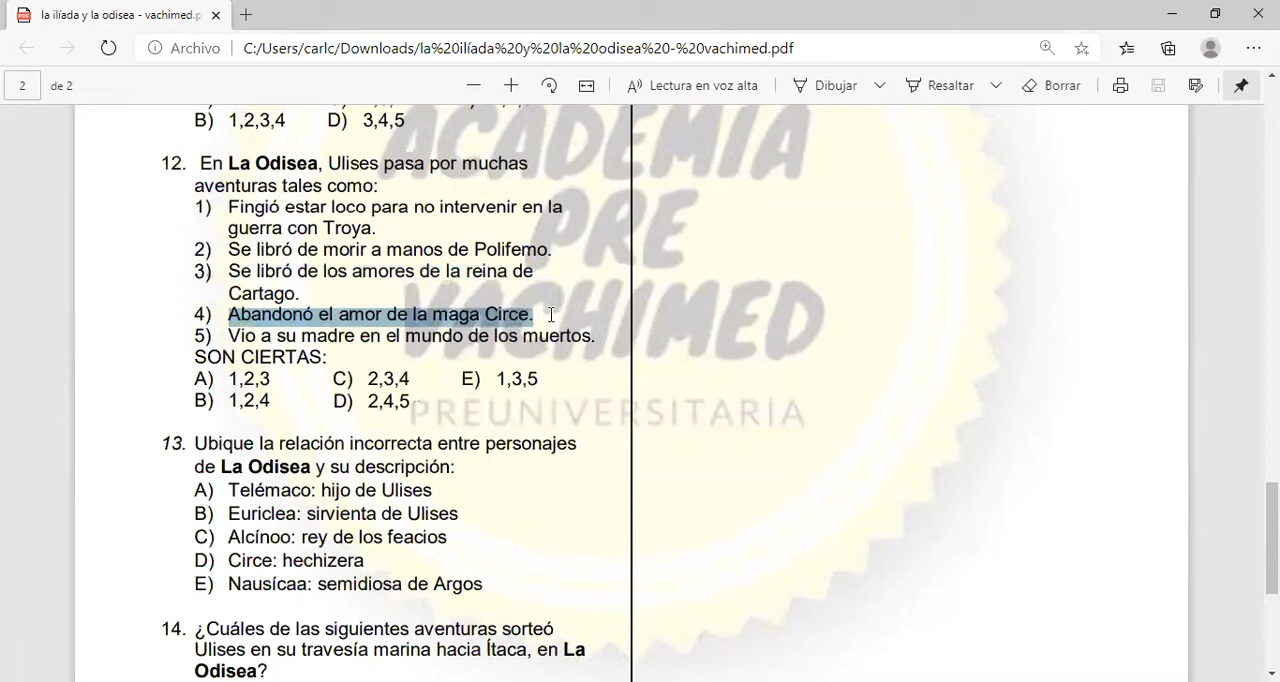 la ilíada y la odisea - vachimed.p
Archivo C:/Users/carlc/Downloads/la%20ilíada%20y%20la%20odisea%20-%20vachimed.pdf
2 de 2 Lectura en voz alta Dibujar Resaltar Borrar
B) 1,2,3,4 D) 3,4,5
ACADEMIA
PRE
VACHIMED
PREUNIVERSITARIA
12. En La Odisea, Ulises pasa por muchas
aventuras tales como:
1) Fingió estar loco para no intervenir en la
guerra con Troya.
2) Se libró de morir a manos de Polifemo.
3) Se libró de los amores de la reina de
Cartago.
4) Abandonó el amor de la maga Circe.
5) Vio a su madre en el mundo de los muertos.
SON CIERTAS:
A) 1,2,3 C) 2,3,4 E) 1,3,5
B) 1,2,4 D) 2,4,5
13. Ubique la relación incorrecta entre personajes
de La Odisea y su descripción:
A) Telémaco: hijo de Ulises
B) Euriclea: sirvienta de Ulises
C) Alcínoo: rey de los feacios
D) Circe: hechizera
E) Nausícaa: semidiosa de Argos
14. ¿Cuáles de las siguientes aventuras sorteó
Ulises en su travesía marina hacia Ítaca, en La
Odisea?